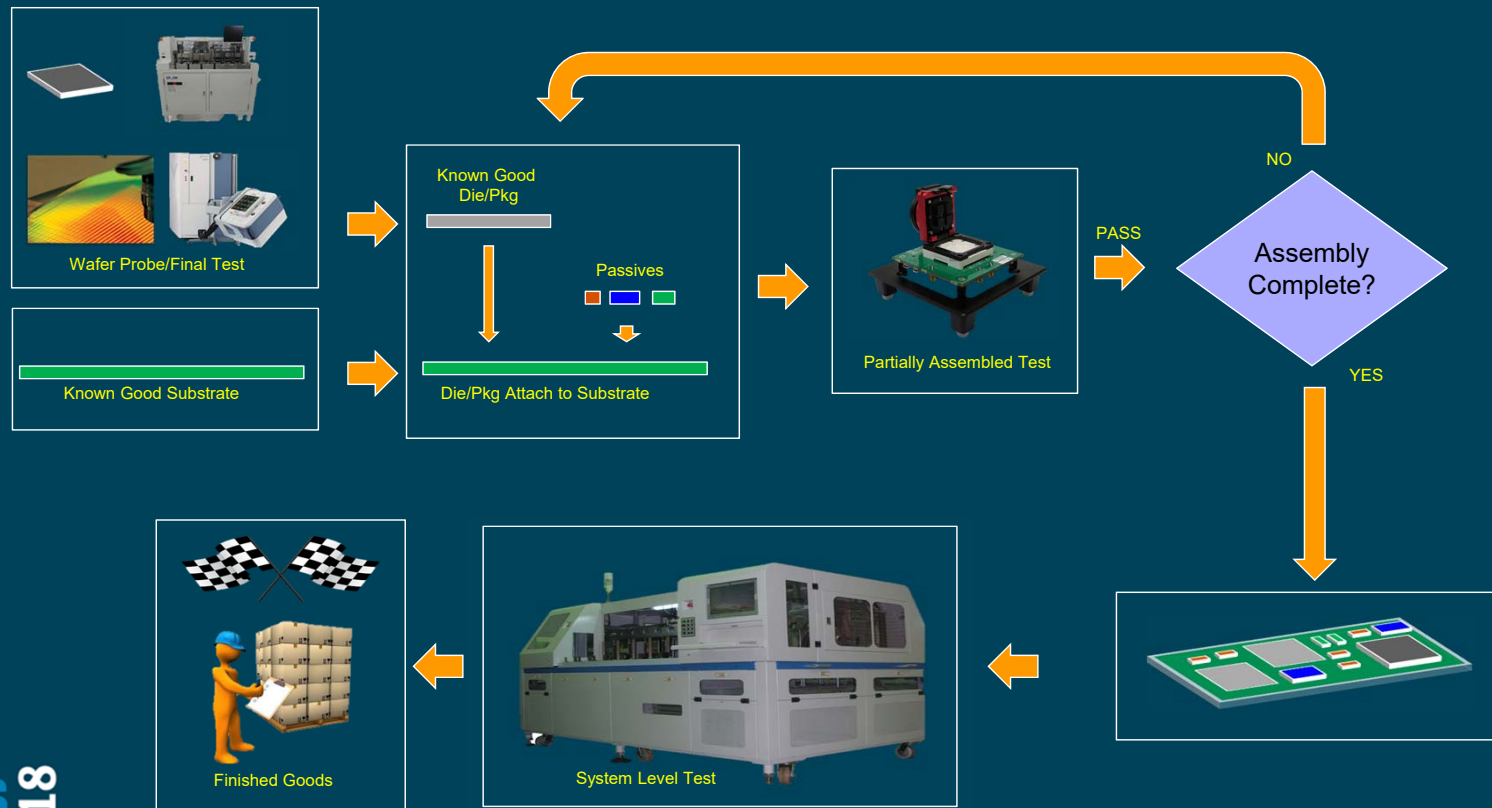 Wafer Probe/Final Test
Known Good Substrate
Known Good
Die/Pkg
Passives
Die/Pkg Attach to Substrate
Partially Assembled Test
PASS
Assembly
Complete?
NO
YES
System Level Test
Finished Goods
18